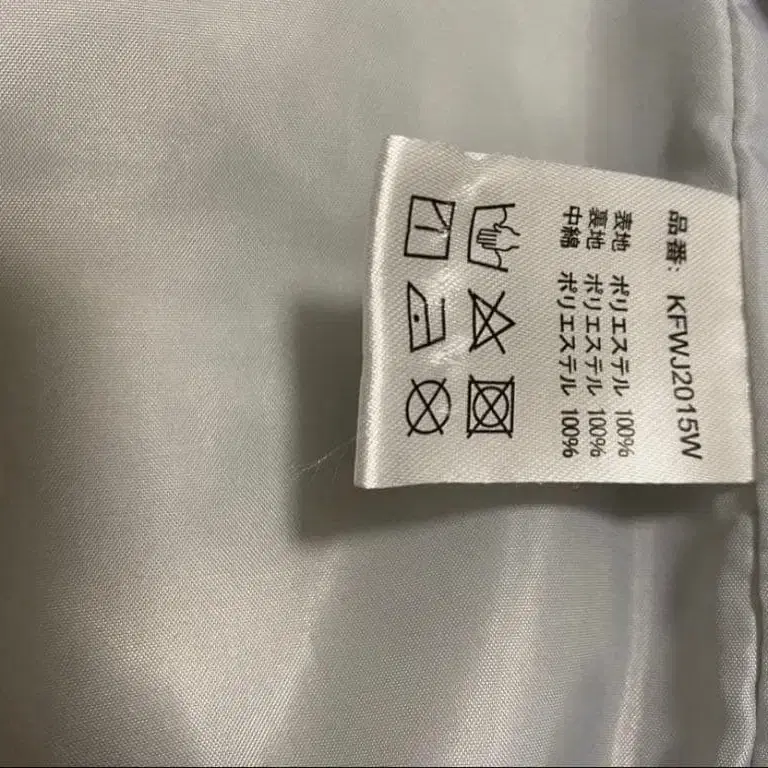 品番: KFWJ2015W
表地 ポリエステル 100%
裏地 ポリエステル 100%
中綿 ポリエステル 100%